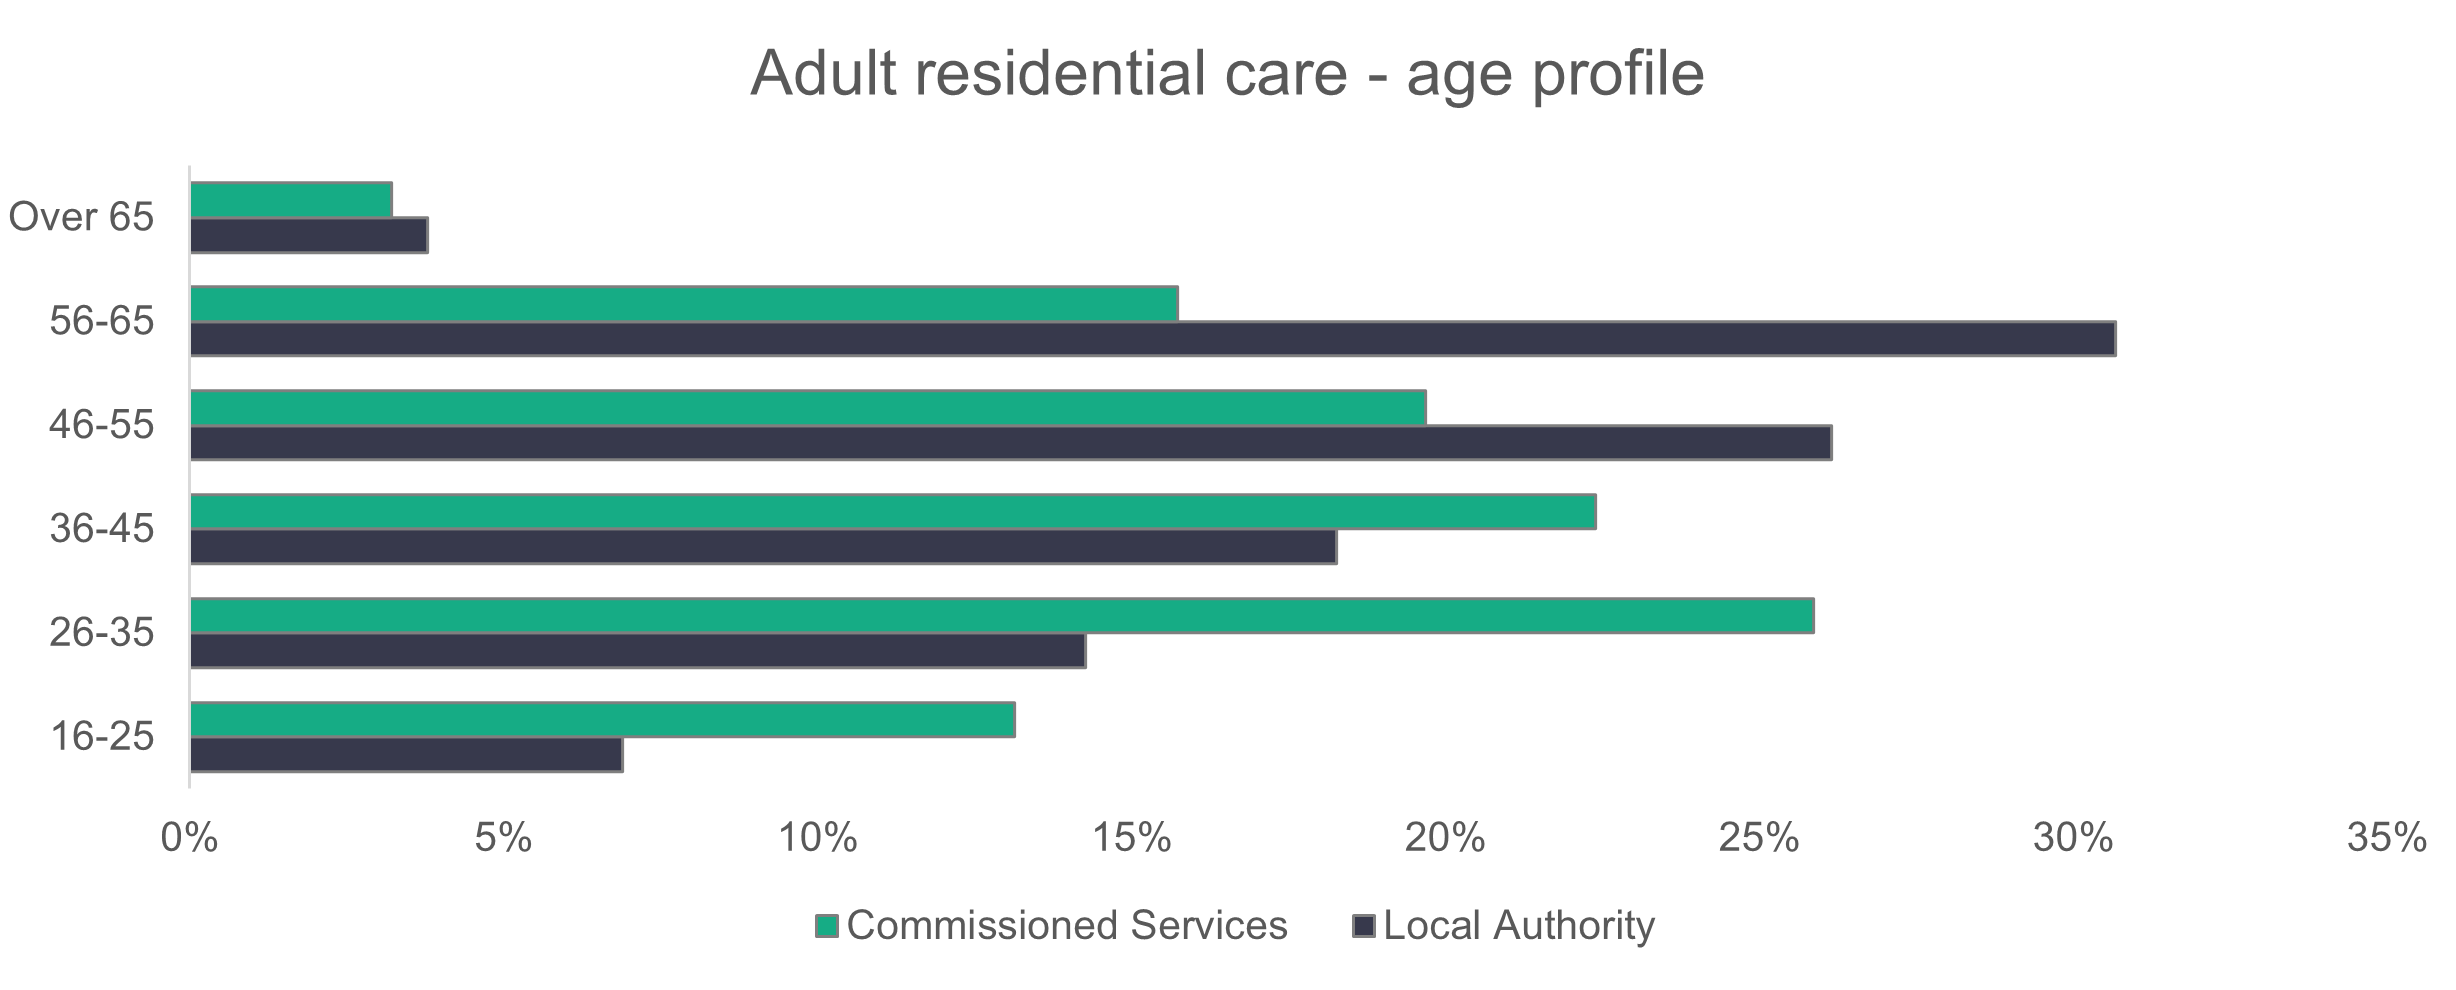 Adult residential care - age profile
Over 65
56-65
46-55
36-45
26-35
16-25
0% 5% 10% 15% 20% 25% 30% 35%
Commissioned Services Local Authority